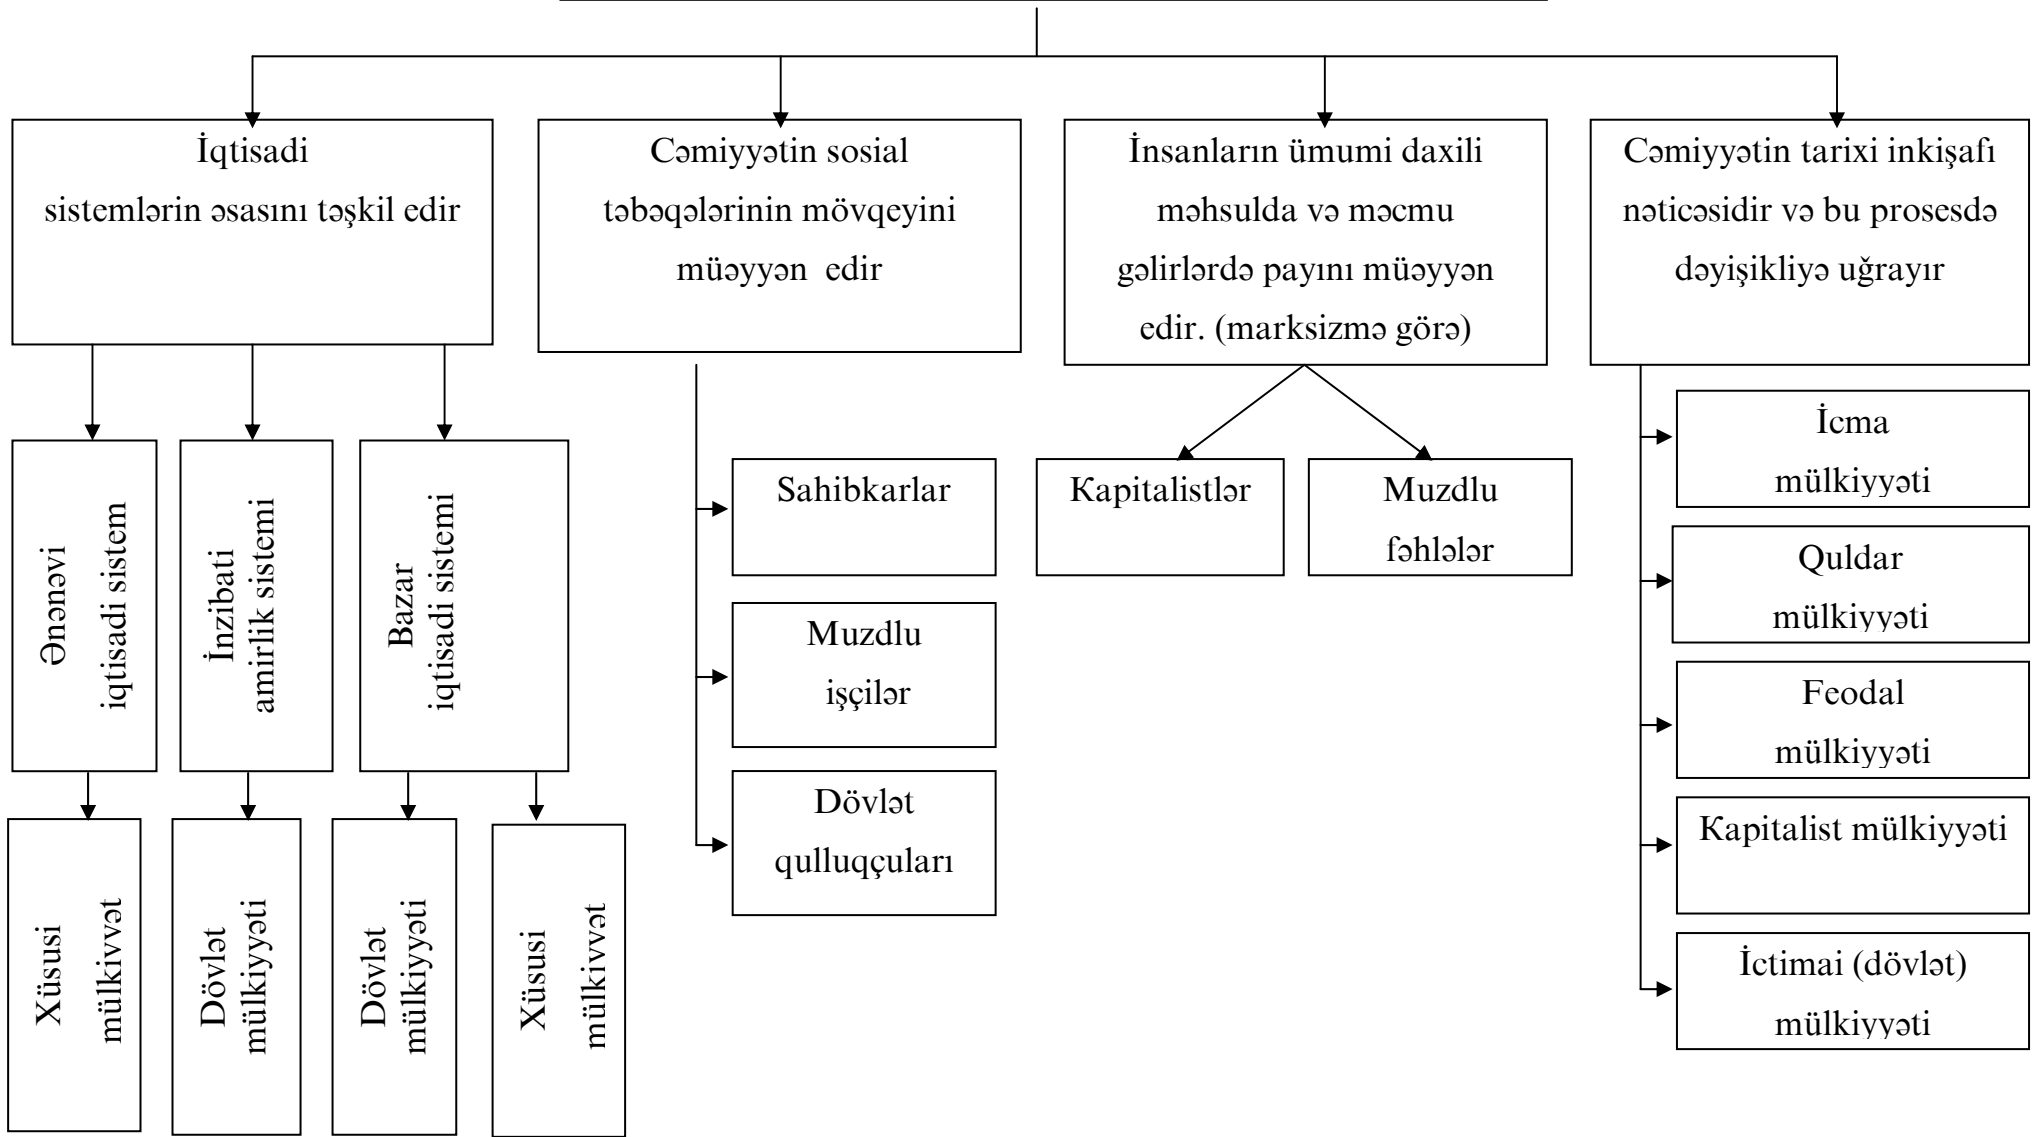 İqtisadi
sistemlərin əsasını təşkil edir
Cəmiyyətin sosial
təbəqələrinin mövqeyini
müəyyən edir
İnsanların ümumi daxili
məhsulda və məcmu
gəlirlərdə payını müəyyən
edir. (marksizmə görə)
Cəmiyyətin tarixi inkişafı
nəticəsidir və bu prosesdə
dəyişikliyə uğrayır
Ənənəvi
iqtisadi sistem
İnzibati
amirlik sistemi
Bazar
iqtisadi sistemi
Xüsusi
mülkiyyət
Dövlət
mülkiyyəti
Dövlət
mülkiyyəti
Xüsusi
mülkiyyət
Sahibkarlar
Muzdlu
işçilər
Dövlət
qulluqçuları
Kapitalistlər
Muzdlu
fəhlələr
İcma
mülkiyyəti
Quldar
mülkiyyəti
Feodal
mülkiyyəti
Kapitalist mülkiyyəti
İctimai (dövlət)
mülkiyyəti